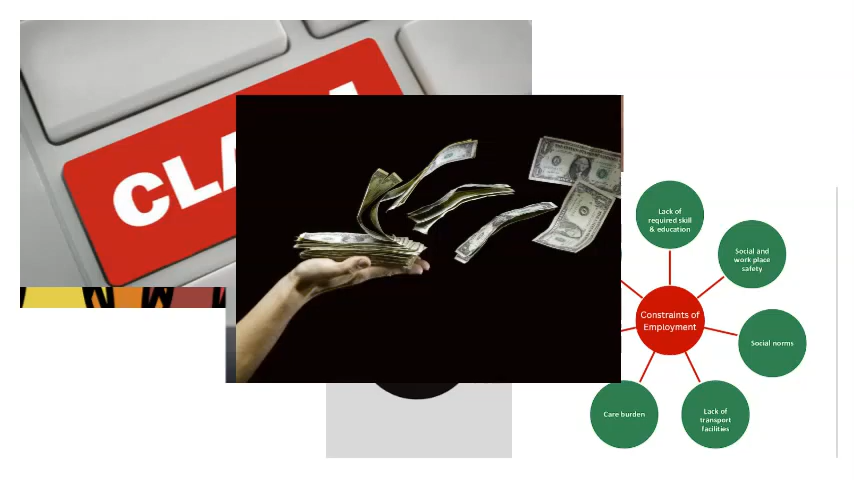 CLA
Lack of
required skill
& education
Social and
work place
safety
Constraints of
Employment
Social norms
Care burden
Lack of
transport
facilities